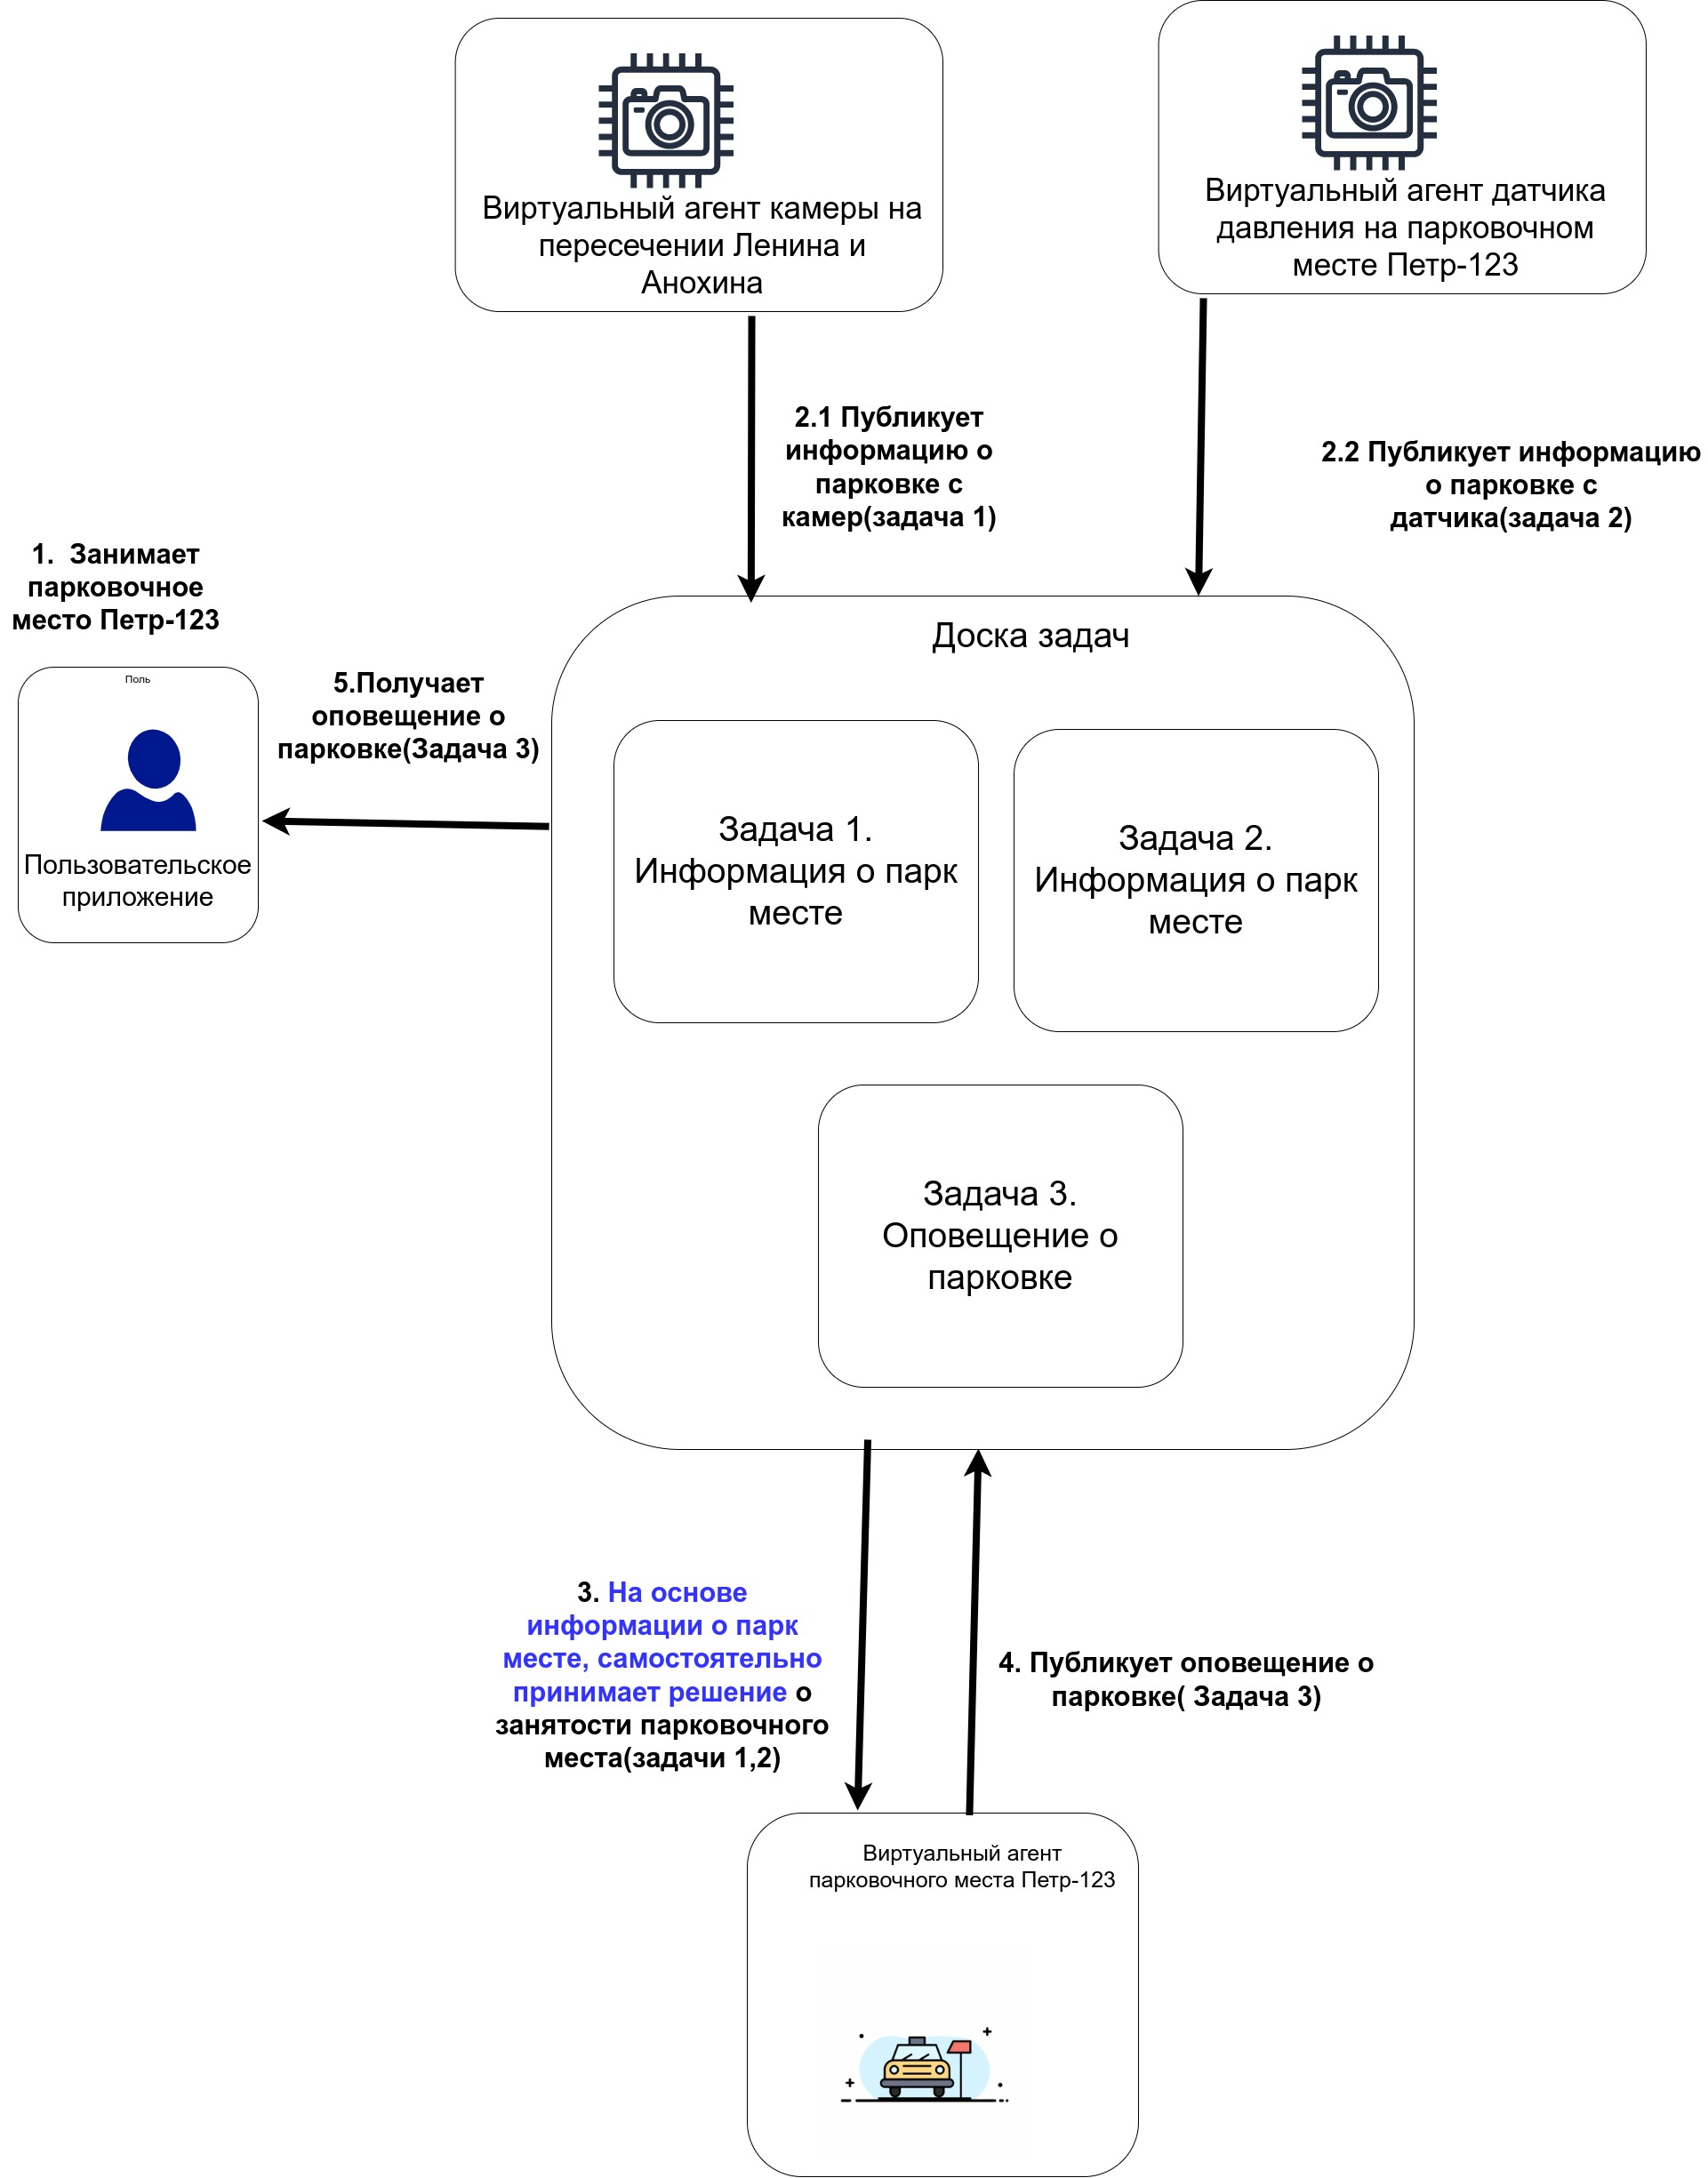 Виртуальный агент камеры на
пересечении Ленина и
Анохина
Виртуальный агент датчика
давления на парковочном
месте Петр-123
2.1 Публикует
информацию о
парковке с
камер(задача 1)
2.2 Публикует информацию
о парковке с
датчика(задача 2)
1.  Занимает
парковочное
место Петр-123
Поль
Пользовательское
приложение
5.Получает
оповещение о
парковке(Задача 3)
Доска задач
Задача 1.
Информация о парк
месте
Задача 2.
Информация о парк
месте
Задача 3.
Оповещение о
парковке
3. На основе
информации о парк
месте, самостоятельно
принимает решение о
занятости парковочного
места(задачи 1,2)
4. Публикует оповещение о
парковке( Задача 3)
Виртуальный агент
парковочного места Петр-123